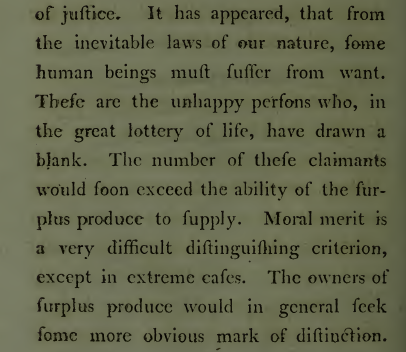 of juſtice. It has appeared, that from
the inevitable laws of our nature, ſome
human beings muſt ſuffer from want.
Theſe are the unhappy perſons who, in
the great lottery of life, have drawn a
blank. The number of theſe claimants
would ſoon exceed the ability of the ſur-
plus produce to ſupply. Moral merit is
a very difficult diſtinguiſhing criterion,
except in extreme caſes. The owners of
ſurplus produce would in general ſeek
ſome more obvious mark of diſtinction.